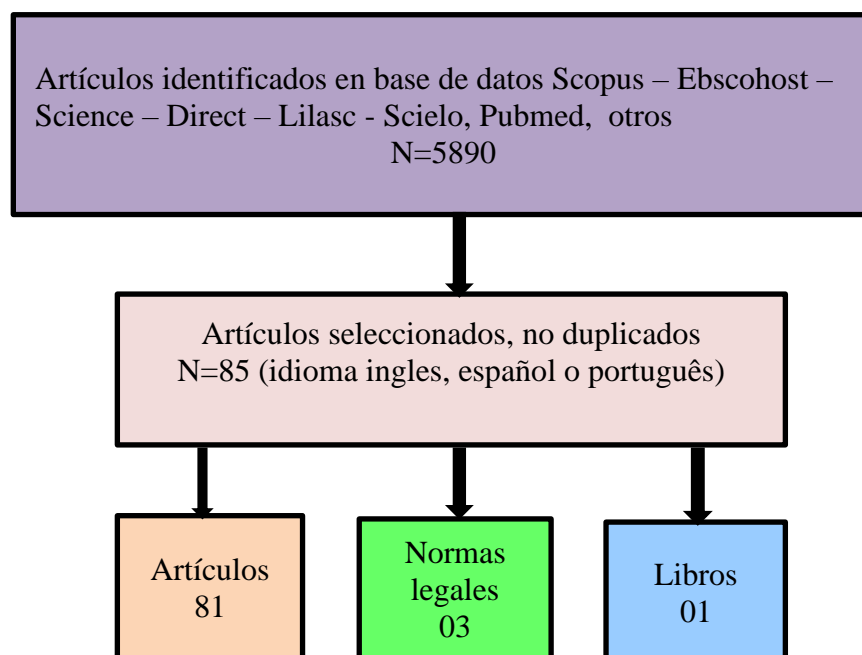 Artículos identificados en base de datos Scopus – Ebscohost –
Science – Direct – Lilasc - Scielo, Pubmed, otros
N=5890
Artículos seleccionados, no duplicados
N=85 (idioma ingles, español o português)
Artículos
81
Normas
legales
03
Libros
01